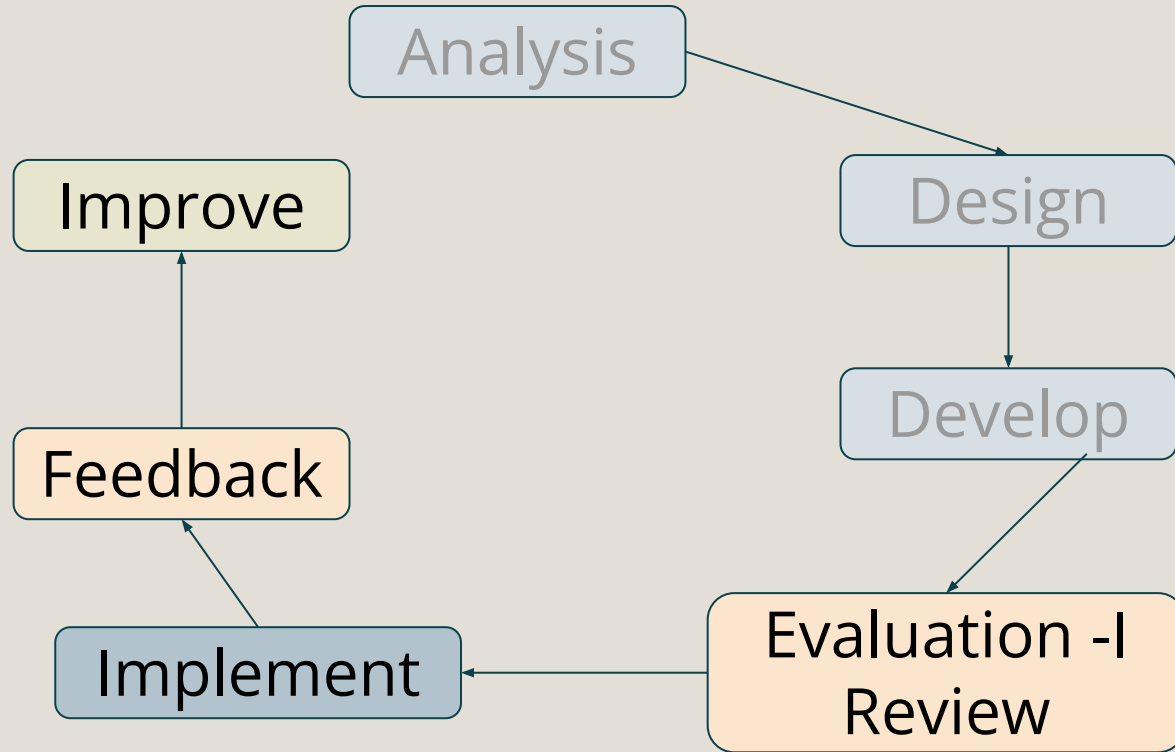 Analysis
Improve
Design
Develop
Feedback
Evaluation -I
Review
Implement